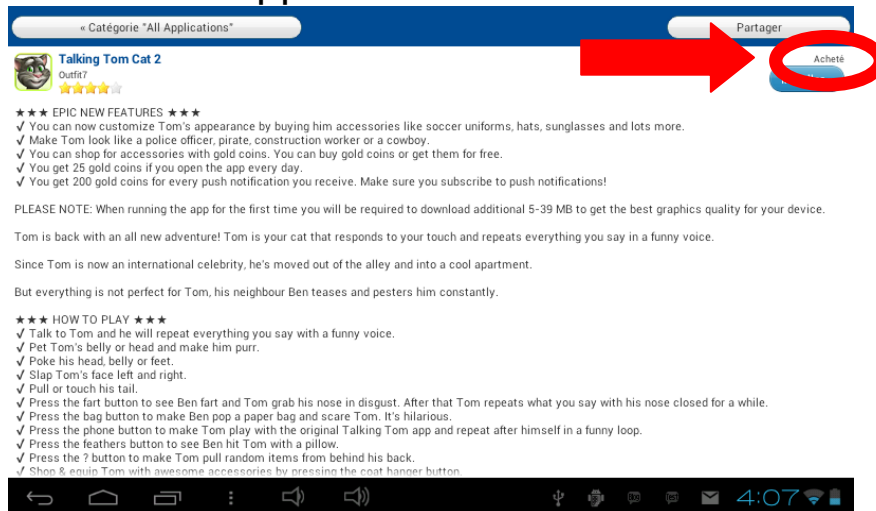 « Catégorie "All Applications"
Partager
Talking Tom Cat 2
Acheté
Outfit7
★★★ EPIC NEW FEATURES ★★★
√ You can now customize Tom's appearance by buying him accessories like soccer uniforms, hats, sunglasses and lots more.
√ Make Tom look like a police officer, pirate, construction worker or a cowboy.
√ You can shop for accessories with gold coins. You can buy gold coins or get them for free.
√ You get 25 gold coins if you open the app every day.
√ You get 200 gold coins for every push notification you receive. Make sure you subscribe to push notifications!
PLEASE NOTE: When running the app for the first time you will be required to download additional 5-39 MB to get the best graphics quality for your device.
Tom is back with an all new adventure! Tom is your cat that responds to your touch and repeats everything you say in a funny voice.
Since Tom is now an international celebrity, he's moved out of the alley and into a cool apartment.
But everything is not perfect for Tom, his neighbour Ben teases and pesters him constantly.
★★★ HOW TO PLAY ★★★
√ Talk to Tom and he will repeat everything you say with a funny voice.
√ Pet Tom's belly or head and make him purr.
√ Poke his head, belly or feet.
√ Slap Tom's face left and right.
√ Pull or touch his tail.
√ Press the fart button to see Ben fart and Tom grab his nose in disgust. After that Tom repeats what you say with his nose closed for a while.
√ Press the bag button to make Ben pop a paper bag and scare Tom. It's hilarious.
√ Press the phone button to make Tom play with the original Talking Tom app and repeat after himself in a funny loop.
√ Press the feathers button to see Ben hit Tom with a pillow.
√ Press the ? button to make Tom pull random items from behind his back.
√ Shop & equip Tom with awesome accessories by pressing the coat hanger button.
4:07